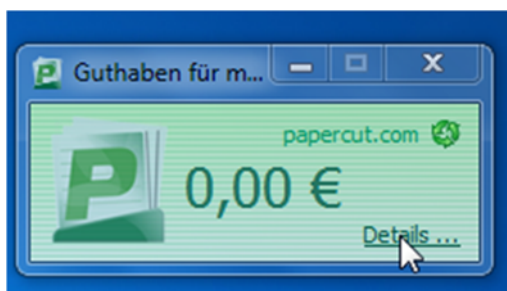 Guthaben für m...
papercut.com
P
0,00 €
Details ...